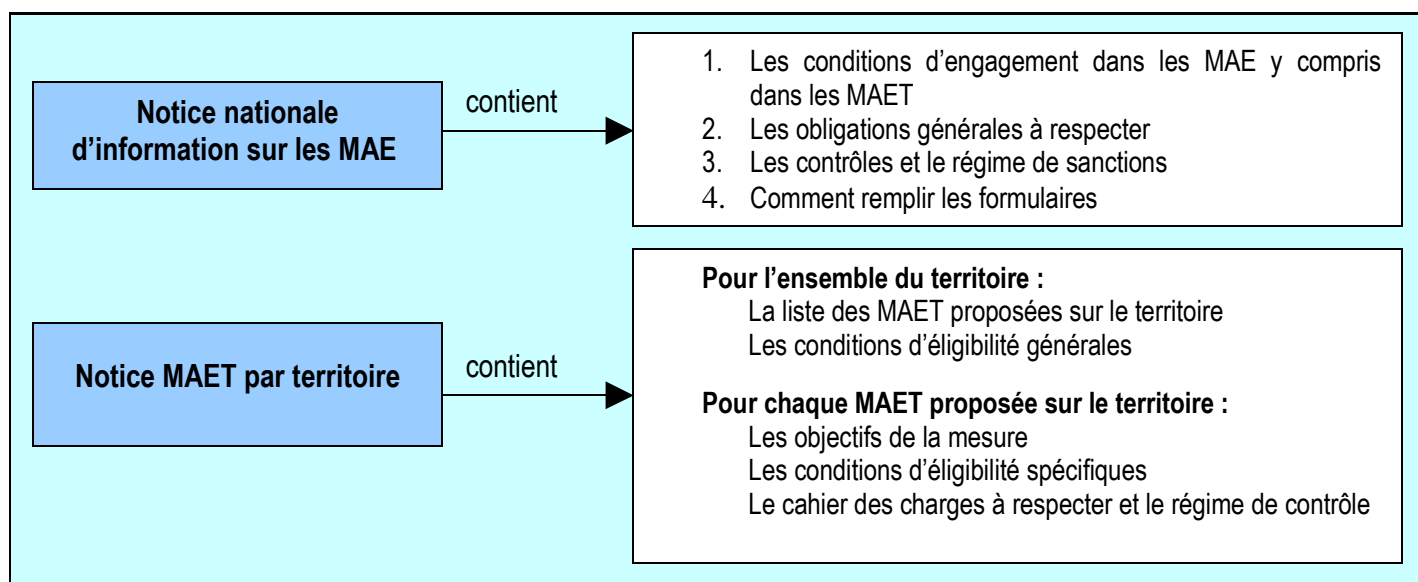 Notice nationale
d'information sur les MAE
contient
1. Les conditions d'engagement dans les MAE y compris
dans les MAET
2. Les obligations générales à respecter
3. Les contrôles et le régime de sanctions
4. Comment remplir les formulaires
Notice MAET par territoire
contient
Pour l'ensemble du territoire :
La liste des MAET proposées sur le territoire
Les conditions d'éligibilité générales
Pour chaque MAET proposée sur le territoire :
Les objectifs de la mesure
Les conditions d'éligibilité spécifiques
Le cahier des charges à respecter et le régime de contrôle